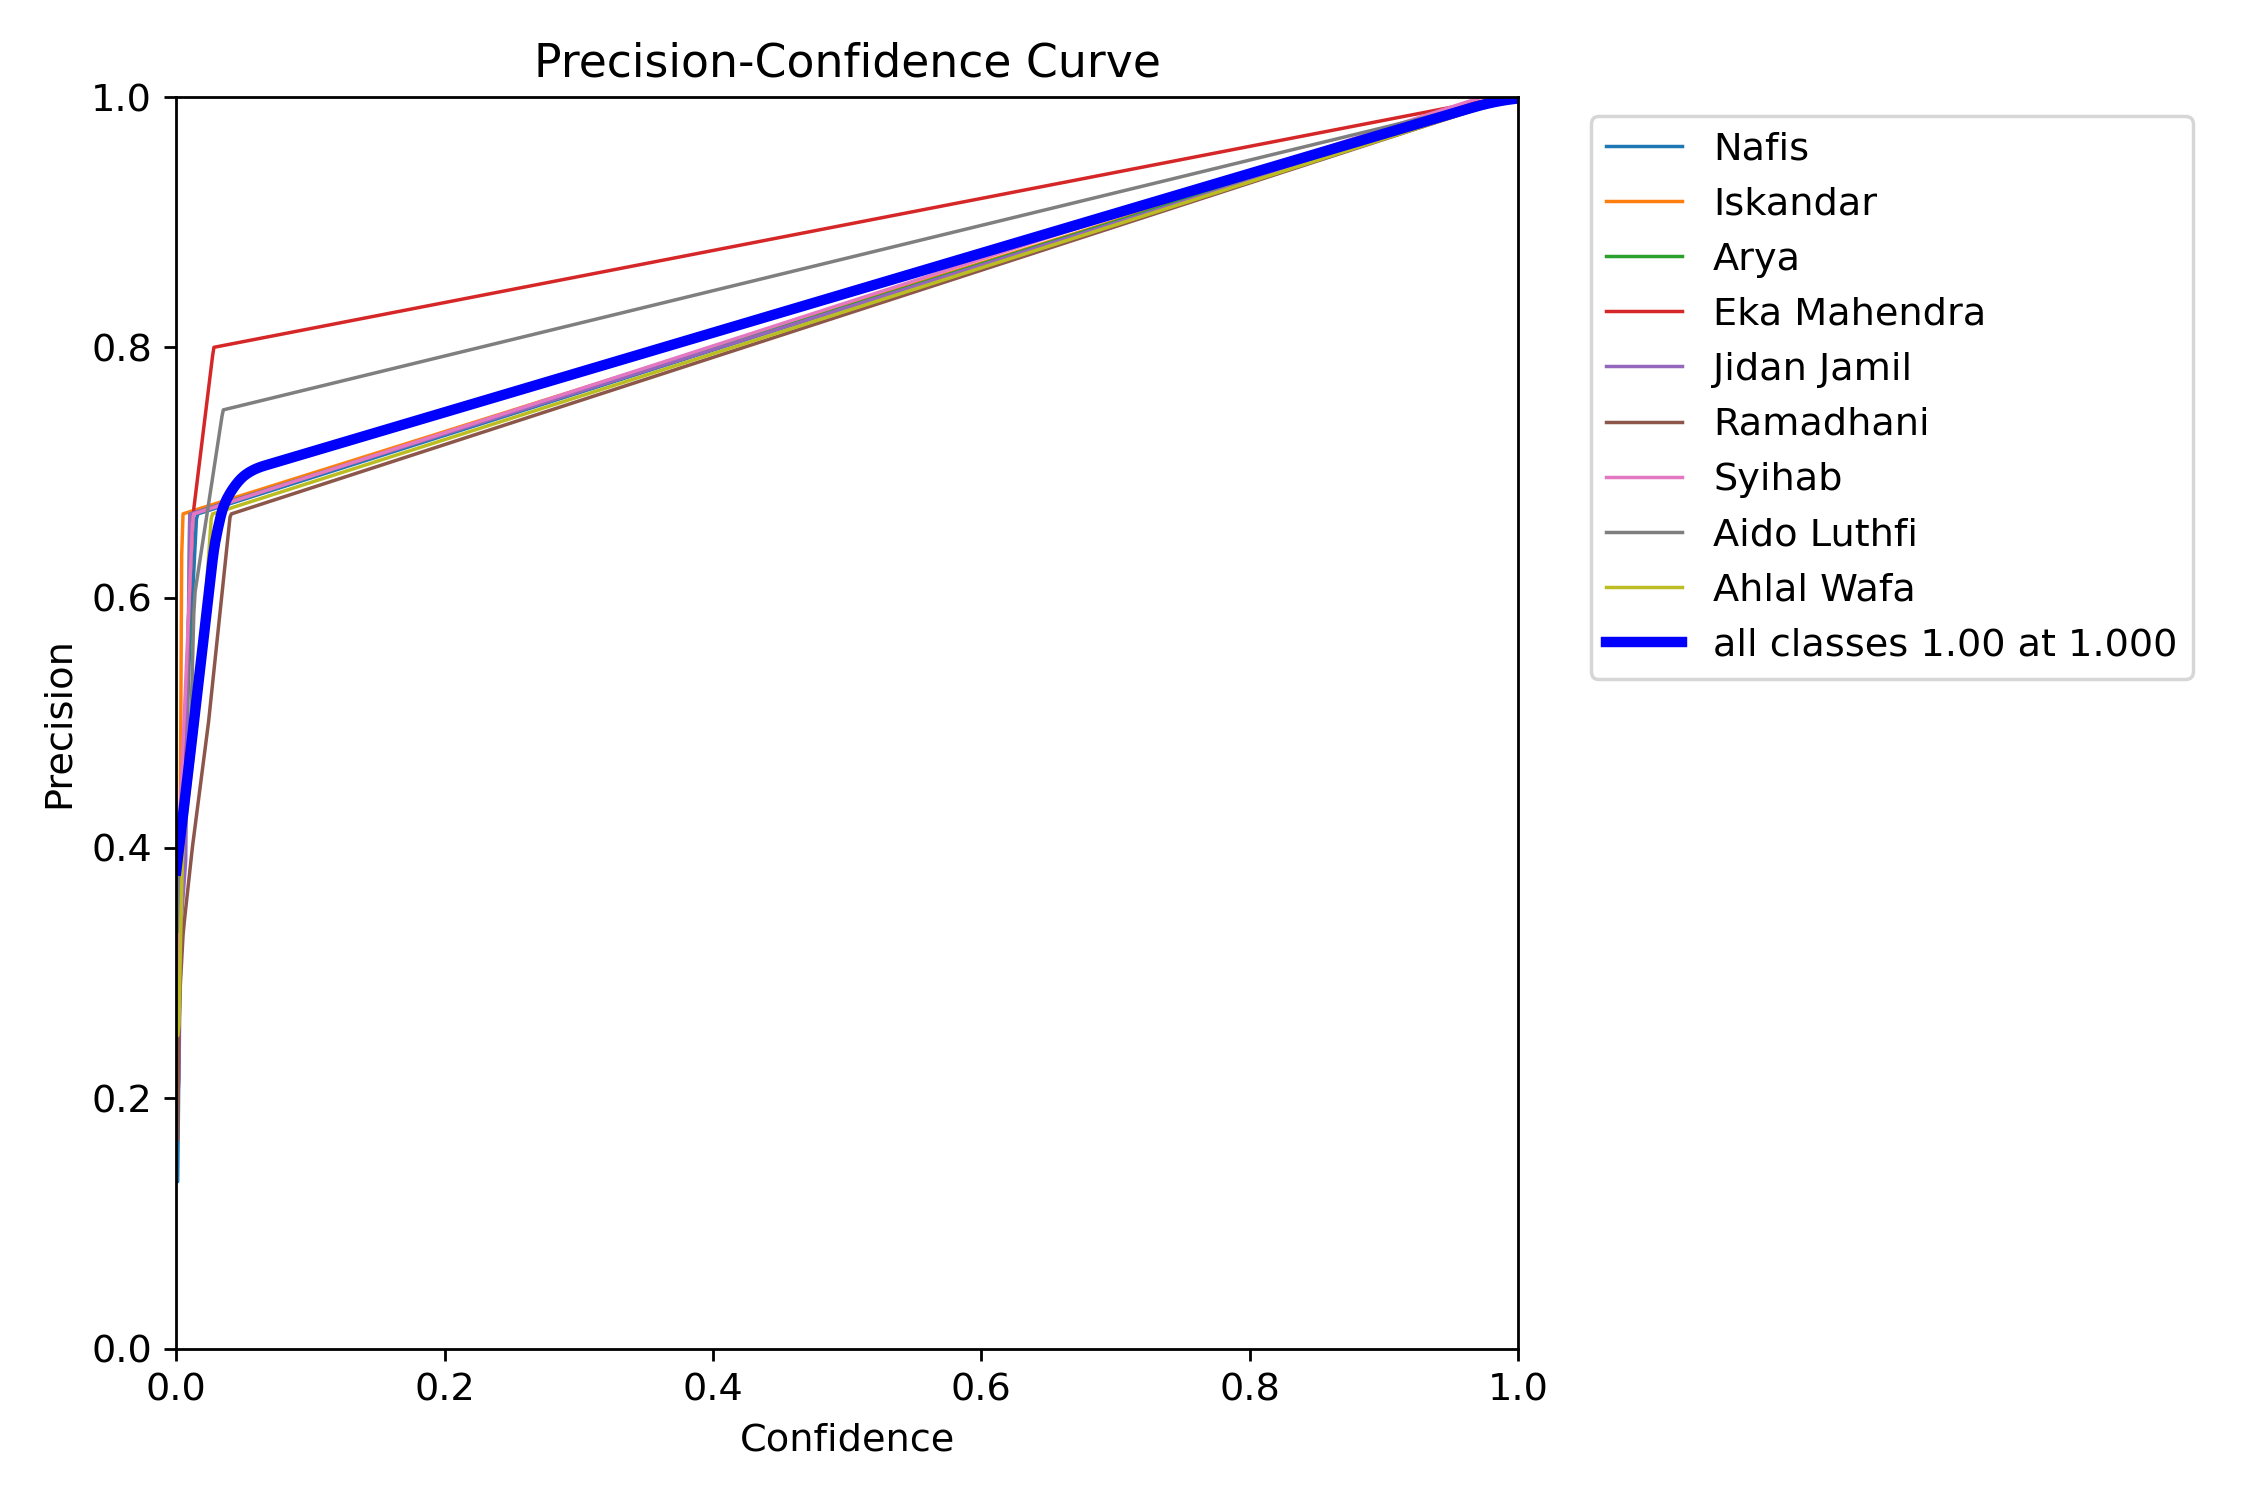 Precision-Confidence Curve
1.0
0.8
0.6
0.4
0.2
0.0
Precision
0.0 0.2 0.4 0.6 0.8 1.0
Confidence
Nafis
Iskandar
Arya
Eka Mahendra
Jidan Jamil
Ramadhani
Syihab
Aido Luthfi
Ahlal Wafa
all classes 1.00 at 1.000